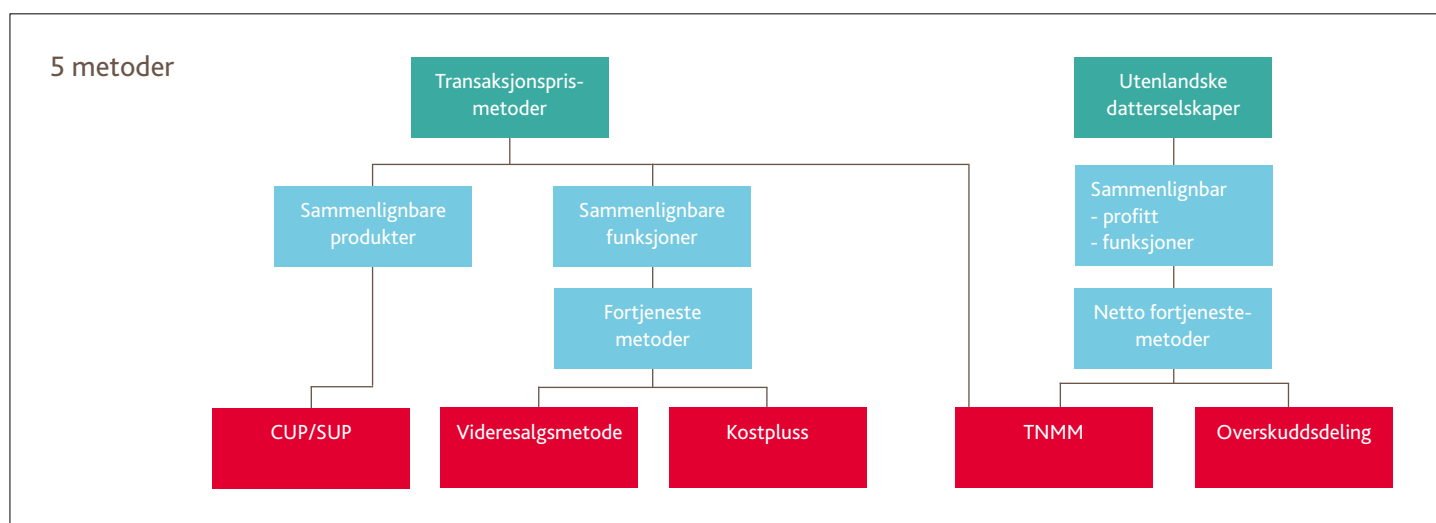 5 metoder
Transaksjonspris-
metoder
Utenlandske
datterselskaper
Sammenlignbare
produkter
Sammenlignbare
funksjoner
Sammenlignbar
- profitt
- funksjoner
Fortjeneste
metoder
Netto fortjeneste-
metoder
CUP/SUP
Videresalgsmetode
Kostpluss
TNMM
Overskuddsdeling